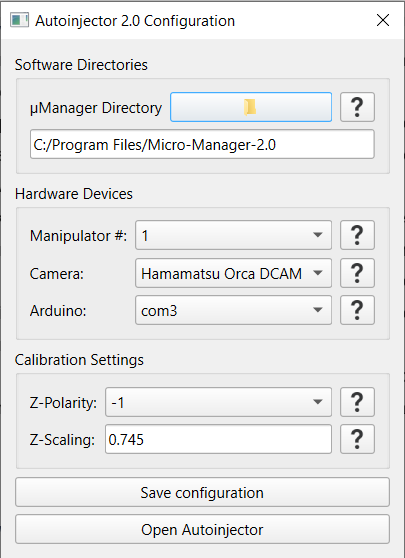 Autoinjector 2.0 Configuration
Software Directories
µManager Directory ?
C:/Program Files/Micro-Manager-2.0
Hardware Devices
Manipulator #: 1 ?
Camera: Hamamatsu Orca DCAM ?
Arduino: com3 ?
Calibration Settings
Z-Polarity: -1 ?
Z-Scaling: 0.745 ?
Save configuration
Open Autoinjector